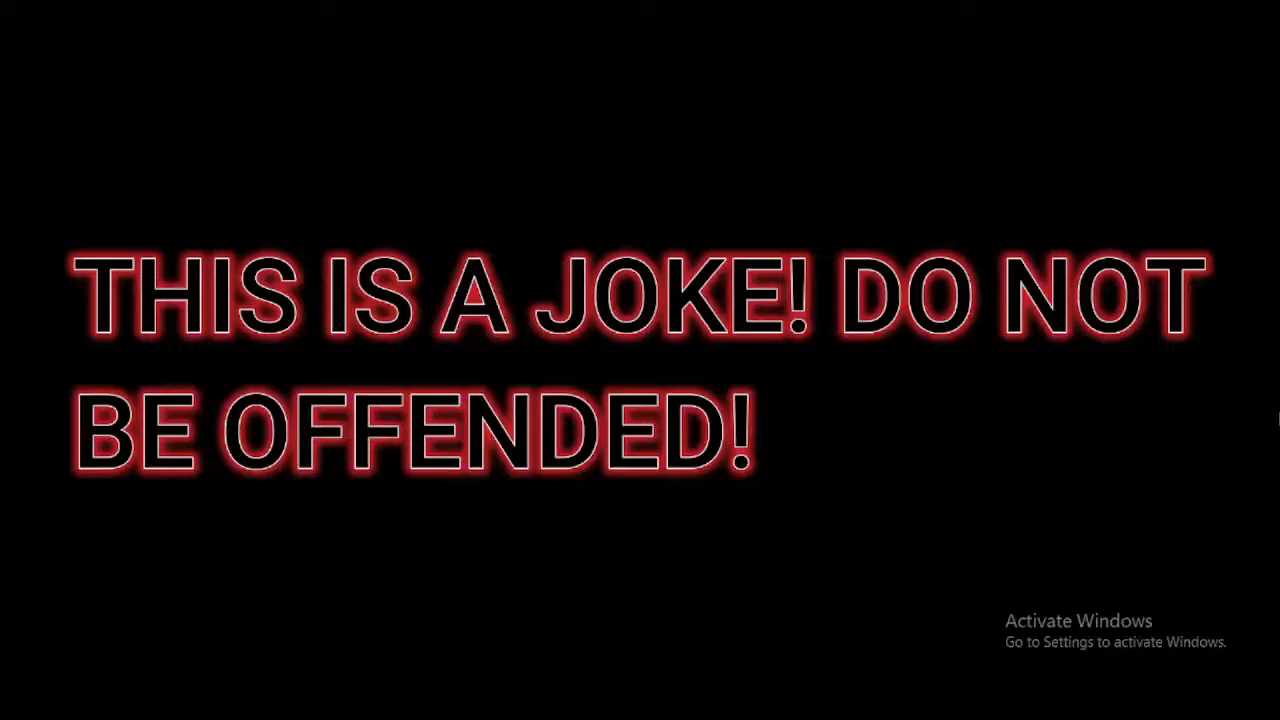 THIS IS A JOKE! DO NOT
BE OFFENDED!
Activate Windows
Go to Settings to activate Windows.